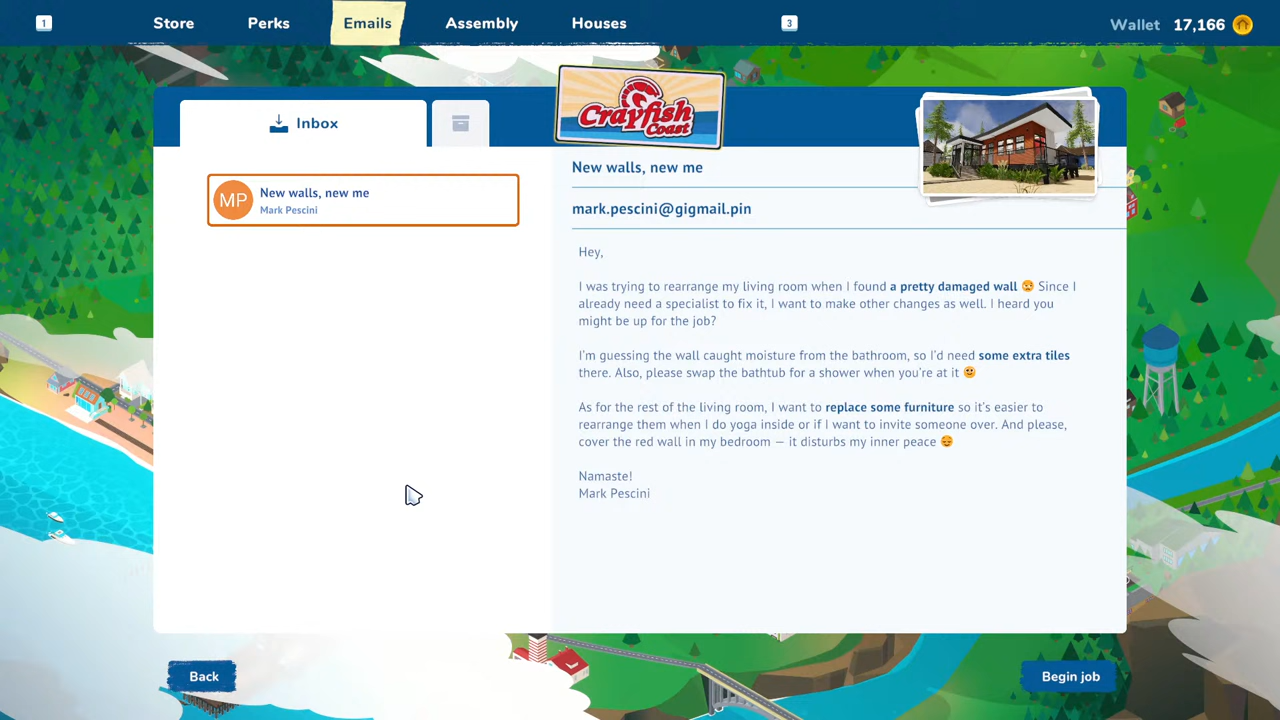 1 Store Perks Emails Assembly Houses 3 Wallet 17,166
Inbox
Crayfish
Coast
New walls, new me
MP New walls, new me
Mark Pescini
mark.pescini@gigmail.pin
Hey,
I was trying to rearrange my living room when I found a pretty damaged wall 😥 Since I
already need a specialist to fix it, I want to make other changes as well. I heard you
might be up for the job?
I'm guessing the wall caught moisture from the bathroom, so I'd need some extra tiles
there. Also, please swap the bathtub for a shower when you're at it 🙂
As for the rest of the living room, I want to replace some furniture so it's easier to
rearrange them when I do yoga inside or if I want to invite someone over. And please,
cover the red wall in my bedroom — it disturbs my inner peace 😌
Namaste!
Mark Pescini
Back Begin job